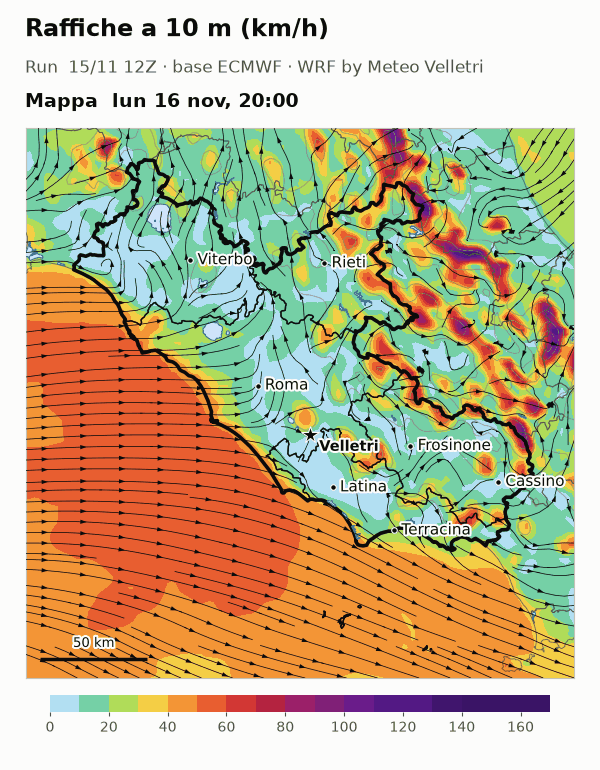 Raffiche a 10 m (km/h)
Run  15/11 12Z · base ECMWF · WRF by Meteo Velletri
Mappa  lun 16 nov, 20:00
Viterbo
Rieti
Roma
Velletri
Frosinone
Latina
Cassino
Terracina
50 km
0 20 40 60 80 100 120 140 160